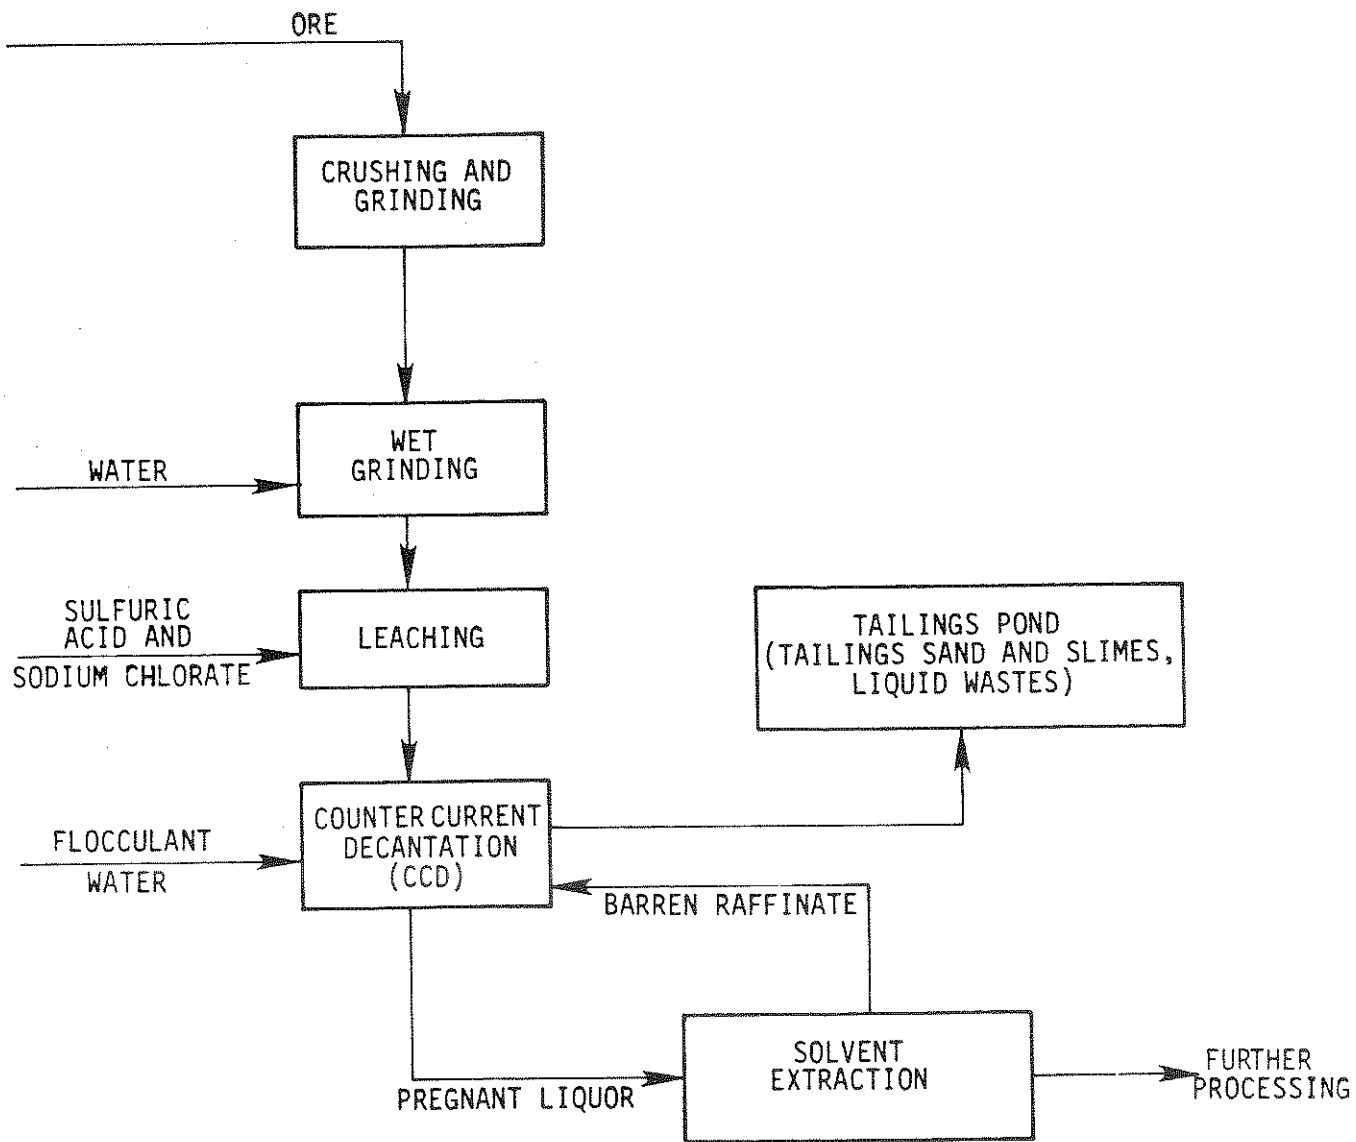 ORE
CRUSHING AND
GRINDING
WET
GRINDING
WATER
SULFURIC
ACID AND
SODIUM CHLORATE
LEACHING
TAILINGS POND
(TAILINGS SAND AND SLIMES,
LIQUID WASTES)
COUNTER CURRENT
DECANTATION
(CCD)
FLOCCULANT
WATER
BARREN RAFFINATE
SOLVENT
EXTRACTION
PREGNANT LIQUOR
FURTHER
PROCESSING